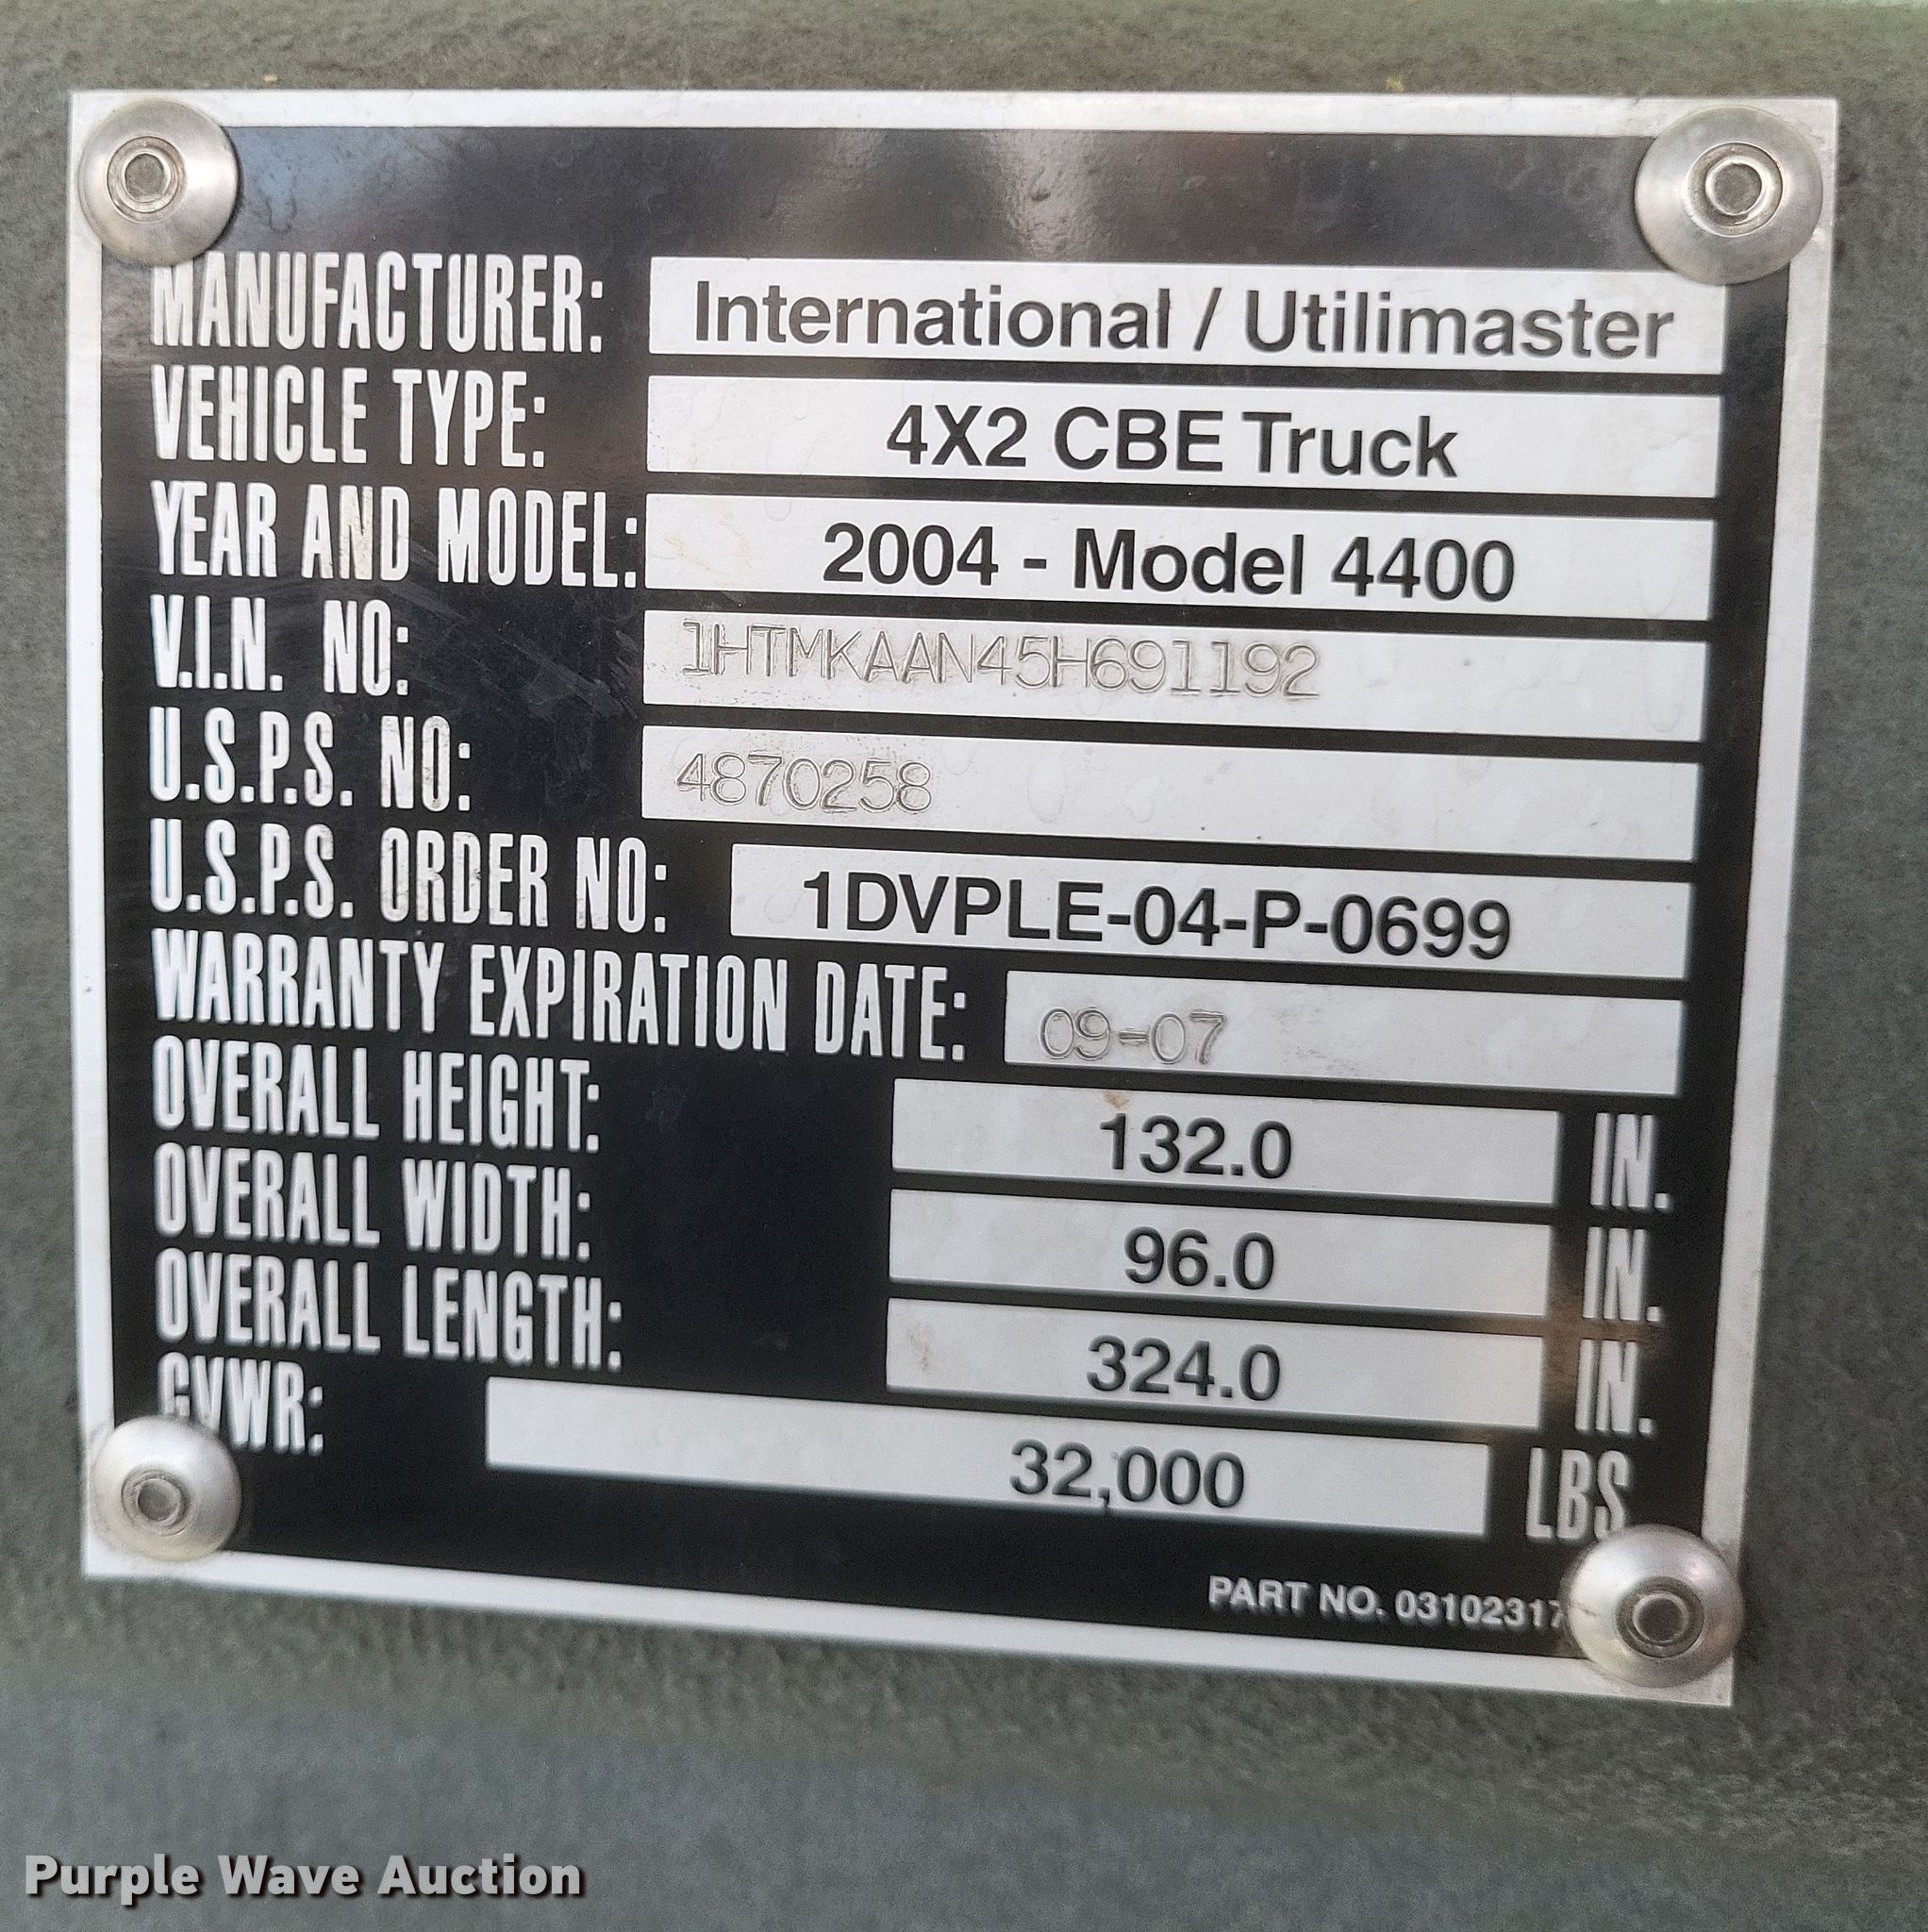 MANUFACTURER: International / Utilimaster
VEHICLE TYPE: 4X2 CBE Truck
YEAR AND MODEL: 2004 - Model 4400
V.I.N. NO: 1HTMKAAN45H691192
U.S.P.S. NO: 4870258
U.S.P.S. ORDER NO: 1DVPLE-04-P-0699
WARRANTY EXPIRATION DATE: 09-07
OVERALL HEIGHT: 132.0 IN.
OVERALL WIDTH: 96.0 IN.
OVERALL LENGTH: 324.0 IN.
GVWR: 32,000 LBS
PART NO. 03102317
Purple Wave Auction